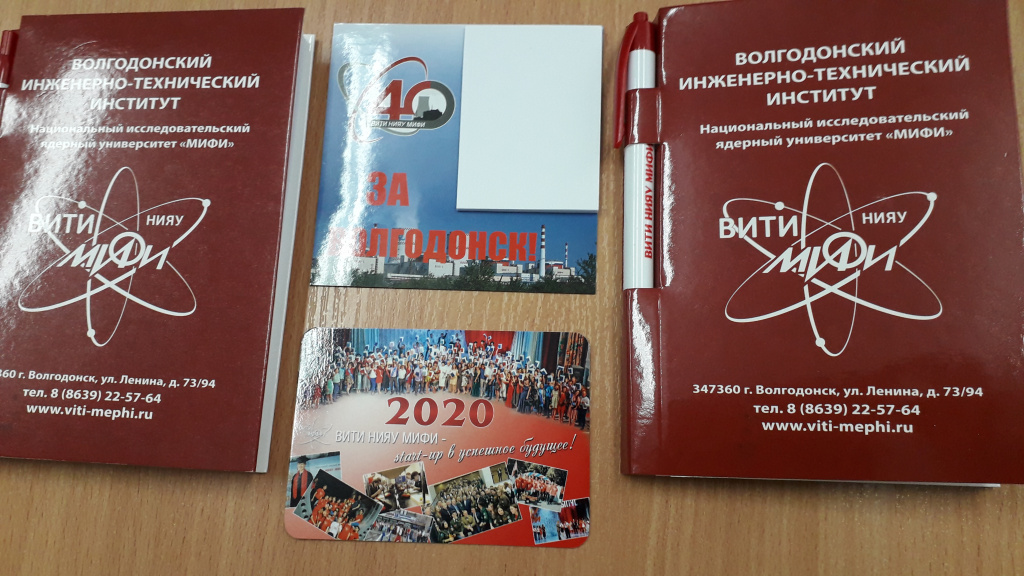 ВОЛГОДОНСКИЙ
ИНЖЕНЕРНО-ТЕХНИЧЕСКИЙ
ИНСТИТУТ
Национальный исследовательский
ядерный университет «МИФИ»
ВИТИ НИЯУ
МИФИ
360 г. Волгодонск, ул. Ленина, д. 73/94
тел. 8 (8639) 22-57-64
www.viti-mephi.ru
40
ВИТИ НИЯУ МИФИ
ЗА
ВОЛГОДОНСК!
2020
ВИТИ НИЯУ МИФИ -
start-up в успешное будущее!
ВИТИ НИЯУ МИФИ
ВОЛГОДОНСКИЙ
ИНЖЕНЕРНО-ТЕХНИЧЕСКИЙ
ИНСТИТУТ
Национальный исследовательский
ядерный университет «МИФИ»
ВИТИ НИЯУ
МИФИ
347360 г. Волгодонск, ул. Ленина, д. 73/94
тел. 8 (8639) 22-57-64
www.viti-mephi.ru